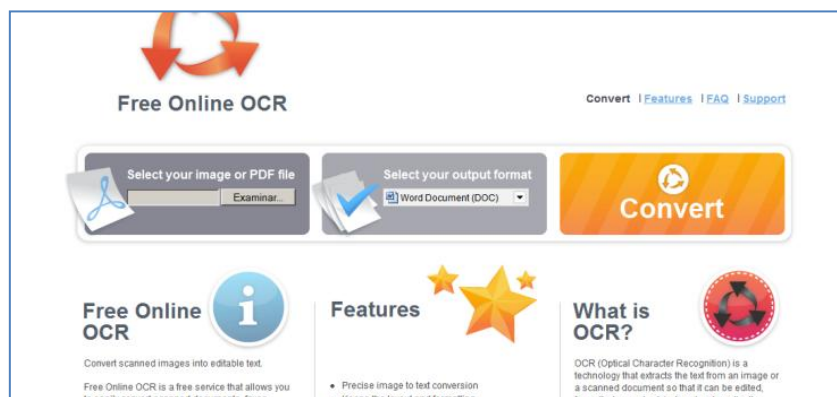 Free Online OCR
Convert | Features | FAQ | Support
Select your image or PDF file
Examinar...
Select your output format
Word Document (DOC)
Convert
Free Online
OCR
Convert scanned images into editable text.
Free Online OCR is a free service that allows you
Features
Precise image to text conversion
What is
OCR?
OCR (Optical Character Recognition) is a
technology that extracts the text from an image or
a scanned document so that it can be edited,